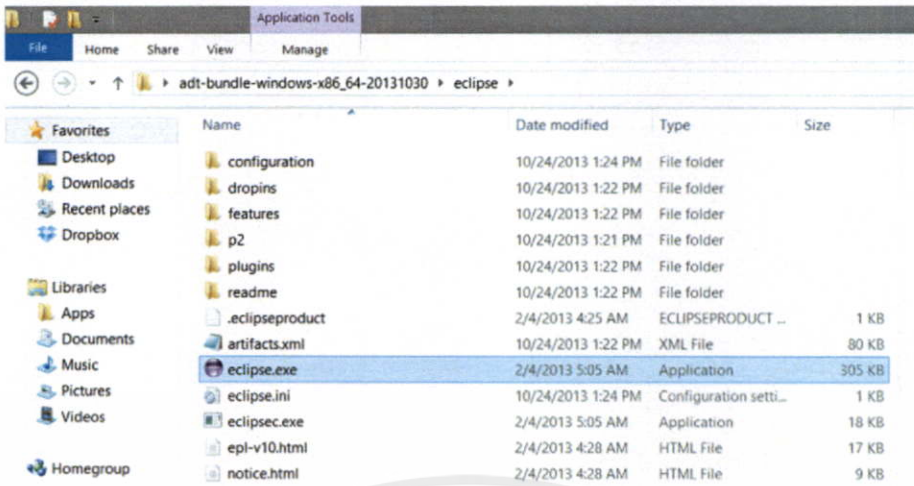 Application Tools
File Home Share View Manage
adt-bundle-windows-x86_64-20131030 eclipse
Name Date modified Type Size
Favorites
Desktop
Downloads
Recent places
Dropbox
Libraries
Apps
Documents
Music
Pictures
Videos
Homegroup
configuration 10/24/2013 1:24 PM File folder
dropins 10/24/2013 1:22 PM File folder
features 10/24/2013 1:22 PM File folder
p2 10/24/2013 1:21 PM File folder
plugins 10/24/2013 1:22 PM File folder
readme 10/24/2013 1:22 PM File folder
.eclipseproduct 2/4/2013 4:25 AM ECLIPSEPRODUCT ... 1 KB
artifacts.xml 10/24/2013 1:22 PM XML File 80 KB
eclipse.exe 2/4/2013 5:05 AM Application 305 KB
eclipse.ini 10/24/2013 1:24 PM Configuration setti... 1 KB
eclipsec.exe 2/4/2013 5:05 AM Application 18 KB
epl-v10.html 2/4/2013 4:28 AM HTML File 17 KB
notice.html 2/4/2013 4:28 AM HTML File 9 KB